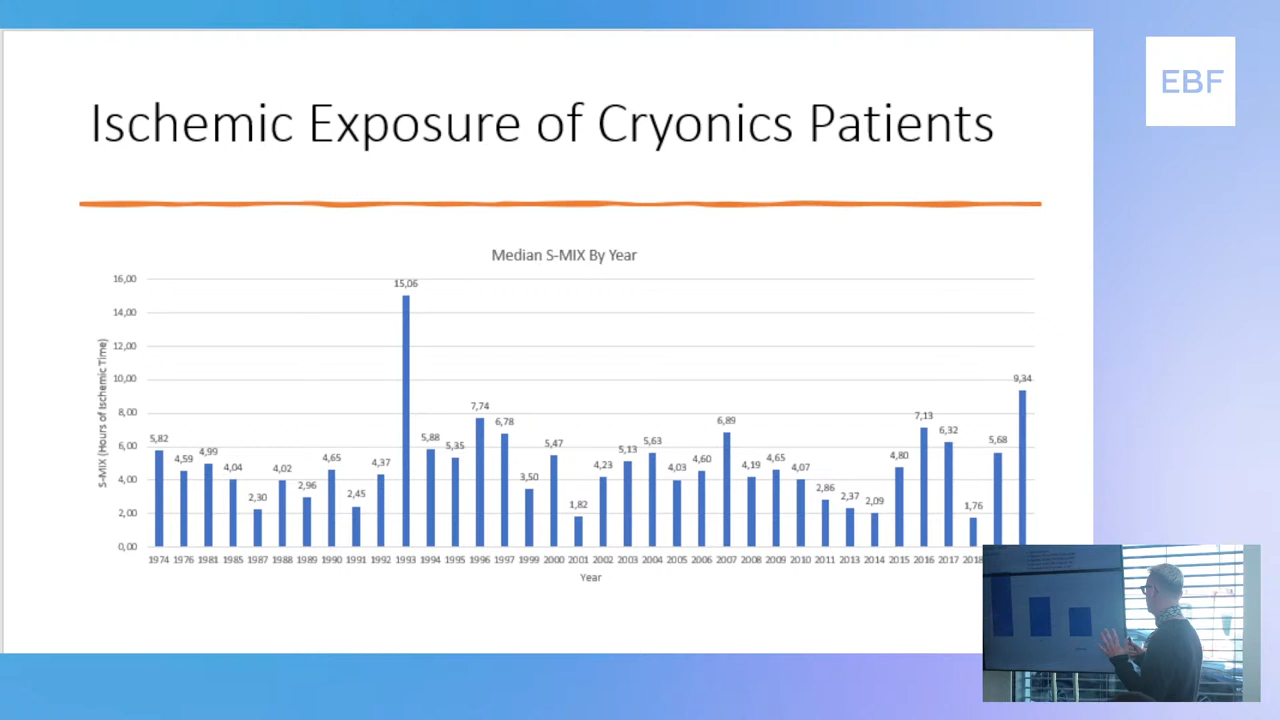 EBF
Ischemic Exposure of Cryonics Patients
Median S-MIX By Year
S-MIX (Hours of Ischemic Time)
16,00
14,00
12,00
10,00
8,00
6,00
4,00
2,00
0,00
5,82 4,59 4,99 4,04 2,30 4,02 2,96 4,65 2,45 4,37 15,06 5,88 5,35 7,74 6,78 3,50 5,47 1,82 4,23 5,13 5,63 4,03 4,60 6,89 4,19 4,65 4,07 2,86 2,37 2,09 4,80 7,13 6,32 1,76 5,68 9,34
1974 1976 1981 1985 1987 1988 1989 1990 1991 1992 1993 1994 1995 1996 1997 1999 2000 2001 2002 2003 2004 2005 2006 2007 2008 2009 2010 2011 2013 2014 2015 2016 2017 2018
Year